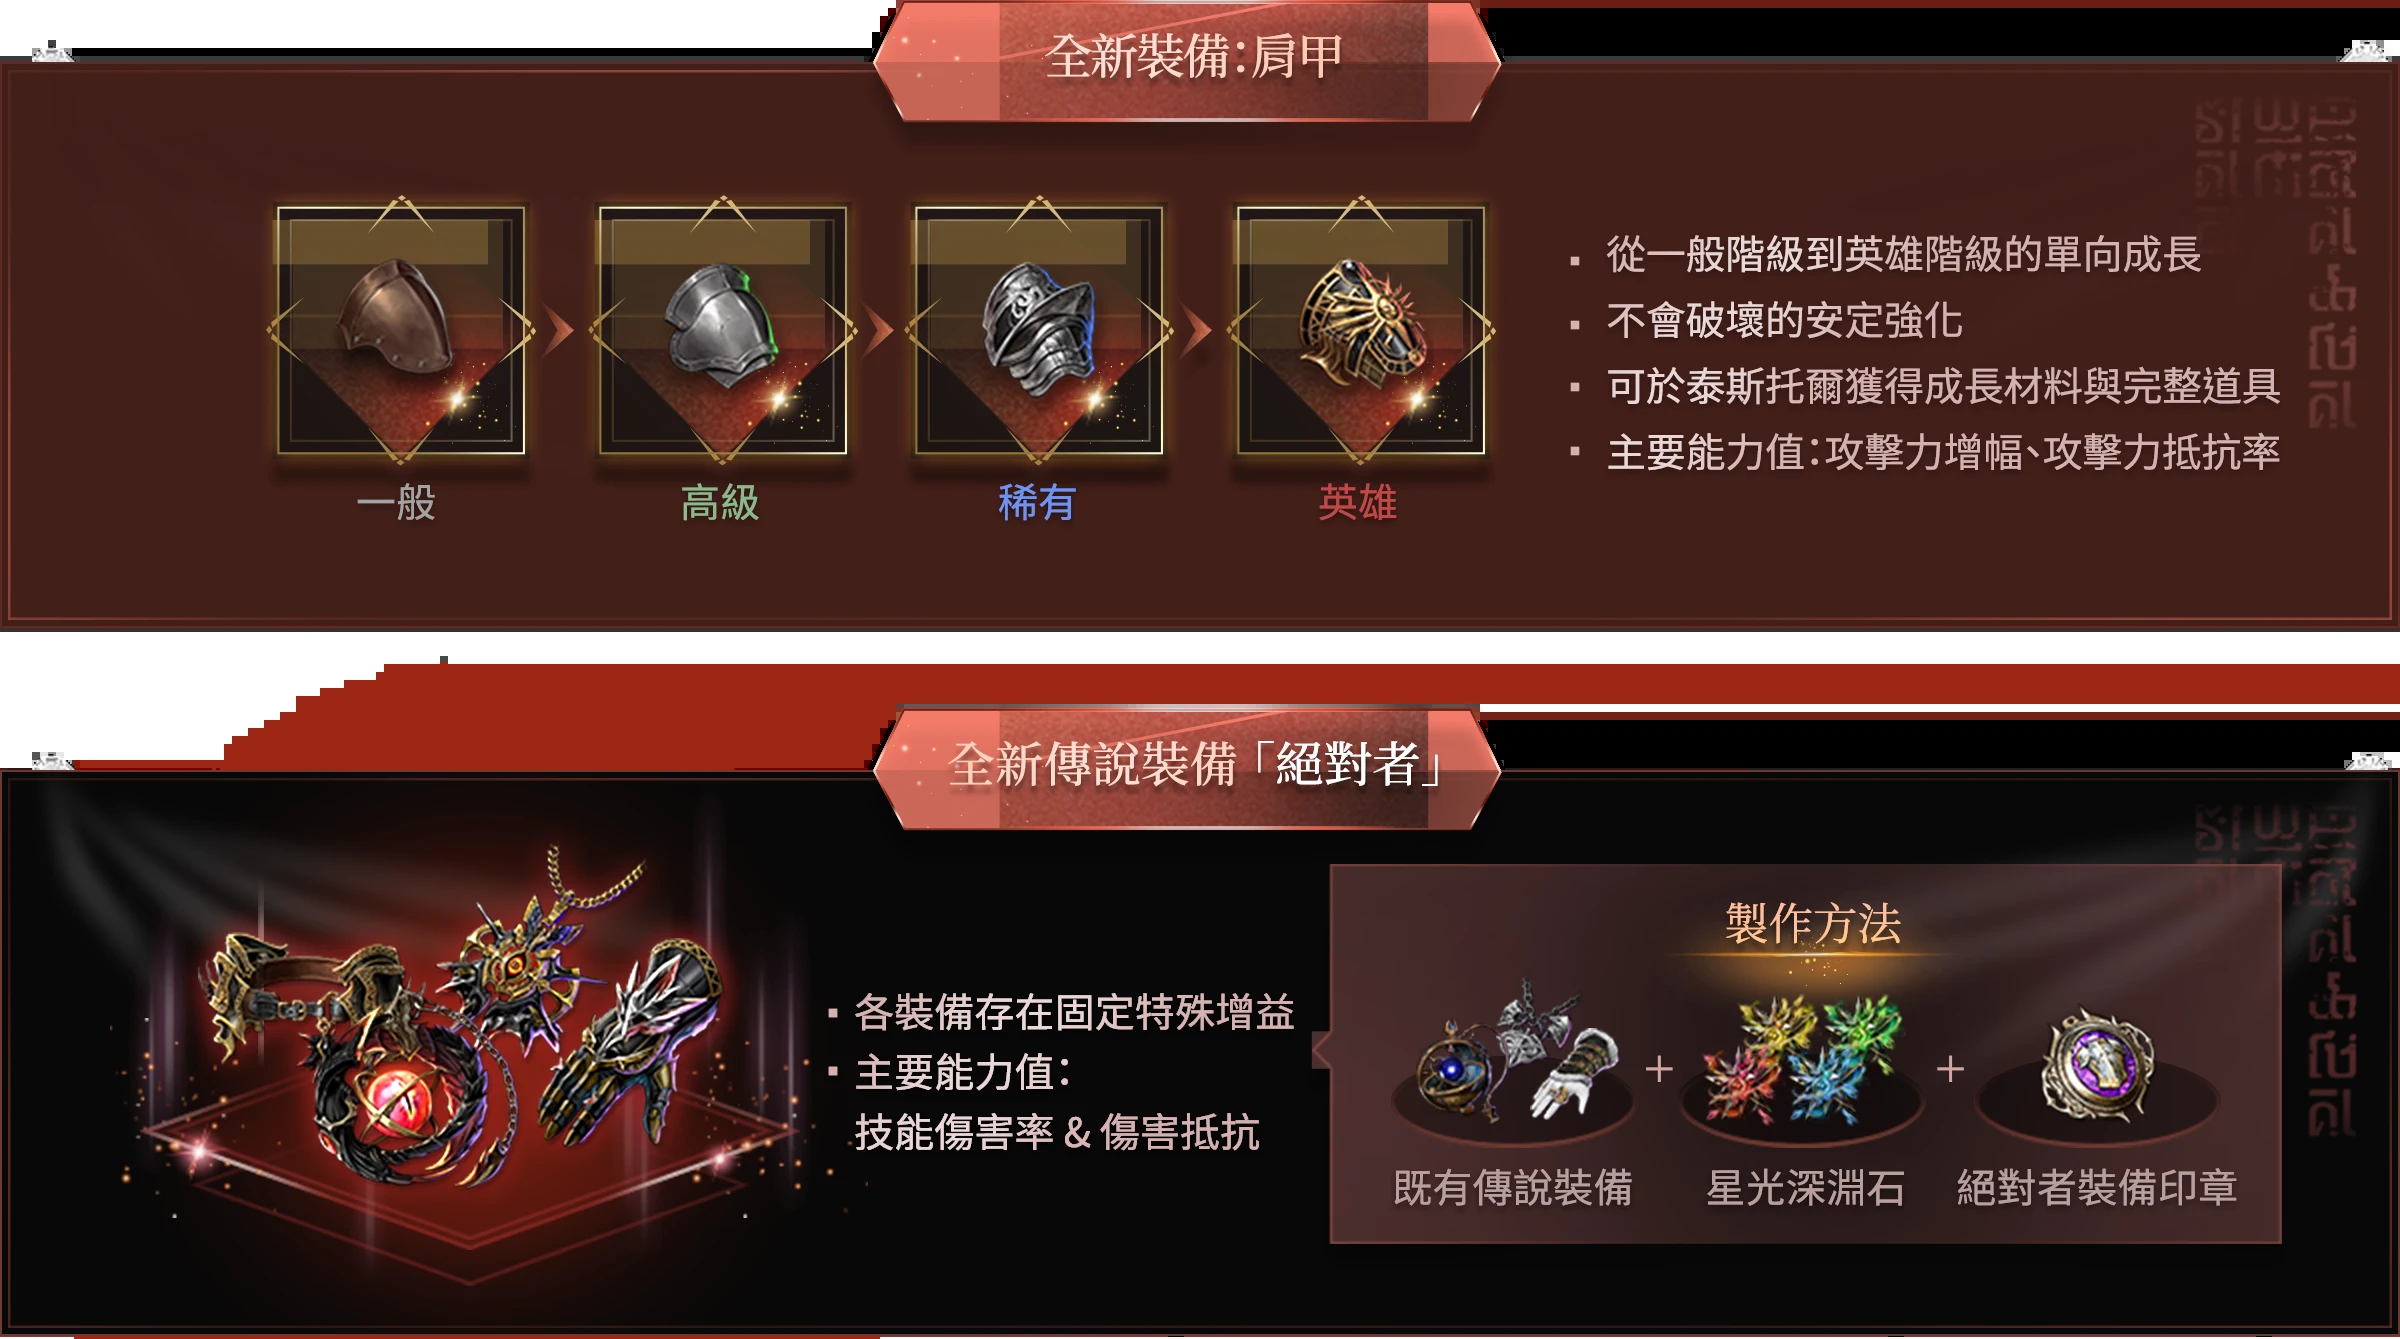 全新裝備:肩甲
一般
高級
稀有
英雄
▪ 從一般階級到英雄階級的單向成長
▪ 不會破壞的安定強化
▪ 可於泰斯托爾獲得成長材料與完整道具
▪ 主要能力值:攻擊力增幅、攻擊力抵抗率
全新傳說裝備「絕對者」
▪ 各裝備存在固定特殊增益
▪ 主要能力值:
技能傷害率 & 傷害抵抗
製作方法
+
+
既有傳說裝備
星光深淵石
絕對者裝備印章